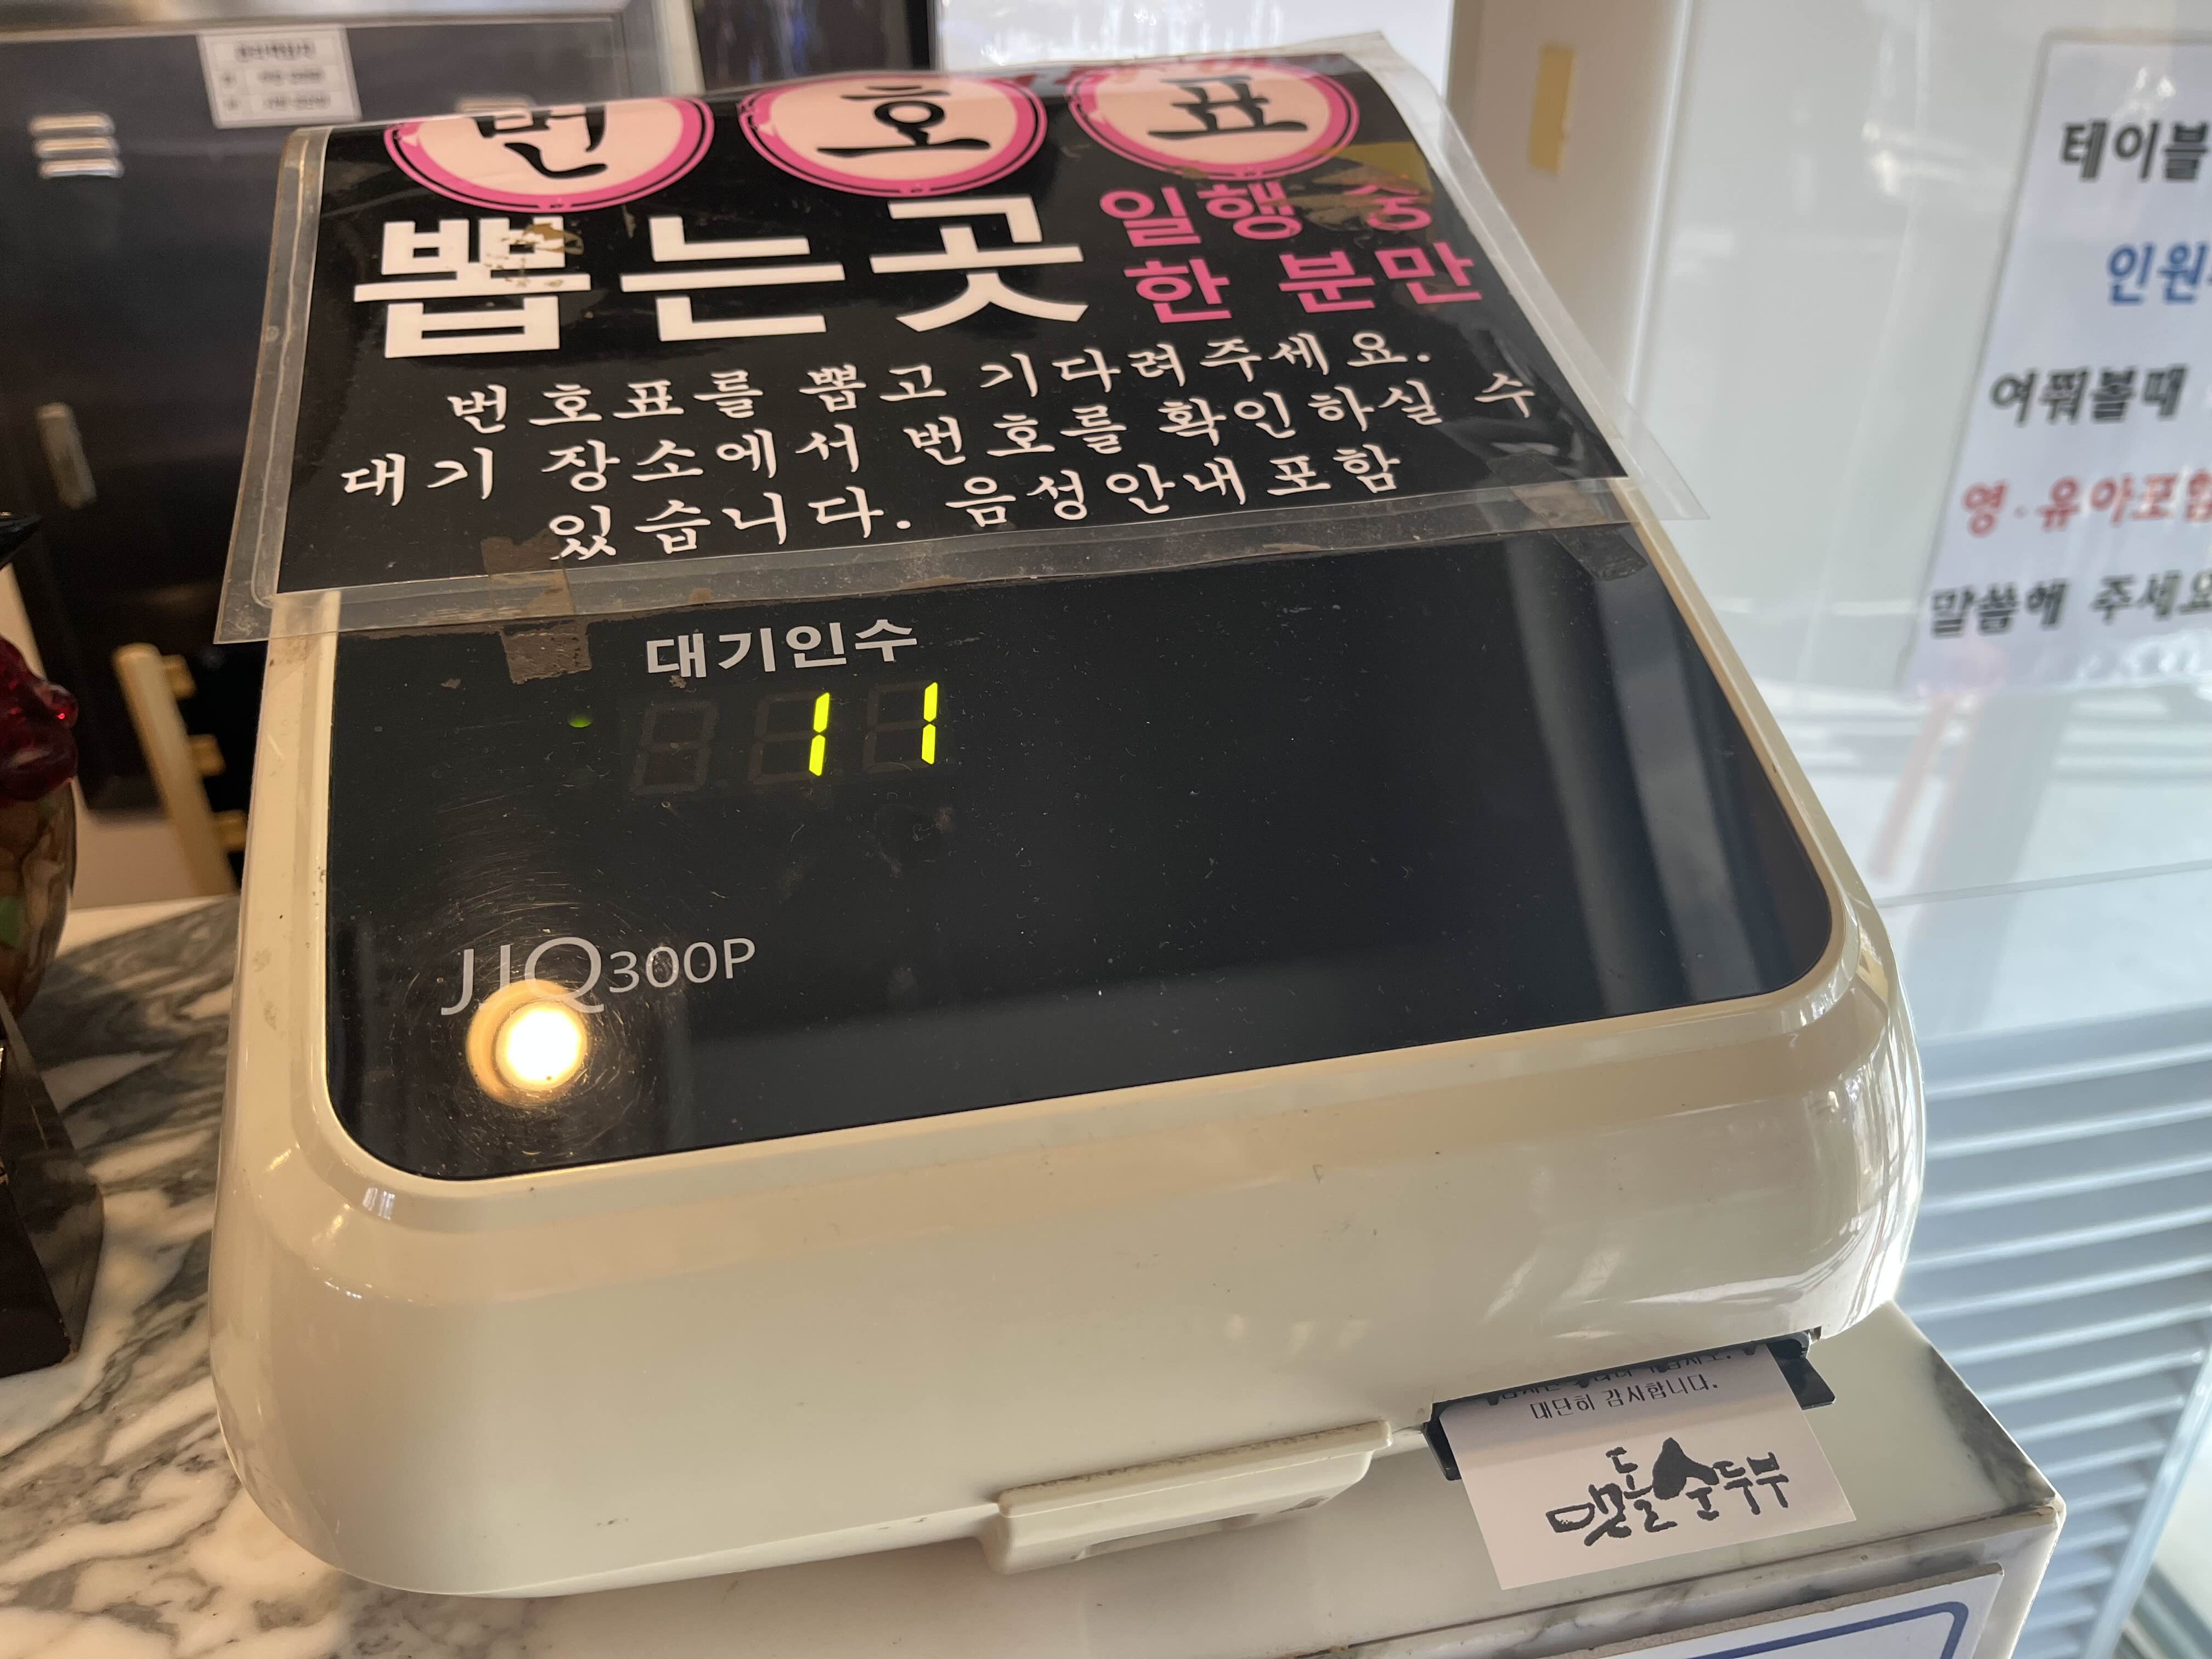 번호표
뽑는곳
일행 중
한 분만
번호표를 뽑고 기다려주세요.
대기 장소에서 번호를 확인하실 수
있습니다. 음성안내포함
대기인수
11
JJQ300P
대단히 감사합니다.
맷돌순두부
테이블
인원
여쭤볼때
영·유아포함
말씀해 주세요